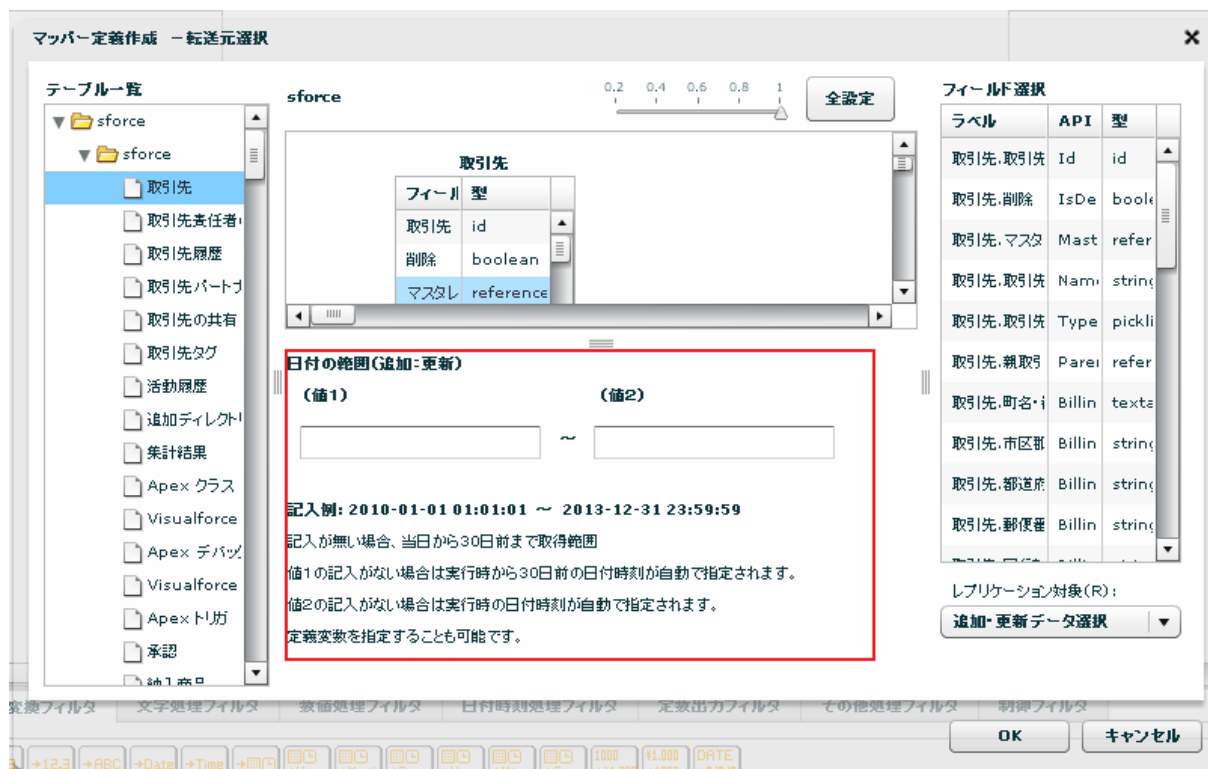 マッパー定義作成 －転送元選択
テーブル一覧
sforce
sforce
取引先
取引先責任者
取引先履歴
取引先パートナ
取引先の共有
取引先タグ
活動履歴
追加ディレクトリ
集計結果
Apex クラス
Visualforce
Apex デバッグ
Visualforce
Apex トリガ
承認
納入商品
sforce
0.2 0.4 0.6 0.8 1
全設定
取引先
フィール 型
取引先 id
削除 boolean
マスタレ reference
日付の範囲(追加:更新)
(値1) (値2)
～
記入例: 2010-01-01 01:01:01 ～ 2013-12-31 23:59:59
記入が無い場合、当日から30日前まで取得範囲
値1の記入がない場合は実行時から30日前の日付時刻が自動で指定されます。
値2の記入がない場合は実行時の日付時刻が自動で指定されます。
定義変数を指定することも可能です。
フィールド選択
ラベル API 型
取引先.取引先 Id id
取引先.削除 IsDe boole
取引先.マスタ Mast refer
取引先.取引先 Nam string
取引先.取引先 Type pickli
取引先.親取引 Paren refer
取引先.町名・ Billin texta
取引先.市区郡 Billin string
取引先.都道府 Billin string
取引先.郵便番 Billin string
レプリケーション対象(R):
追加・更新データ選択
変換フィルタ 文字処理フィルタ 数値処理フィルタ 日付時刻処理フィルタ 定数出力フィルタ その他処理フィルタ 制御フィルタ
OK キャンセル
→12.3 →ABC →Date →Time 1000 ¥1,000 DATE